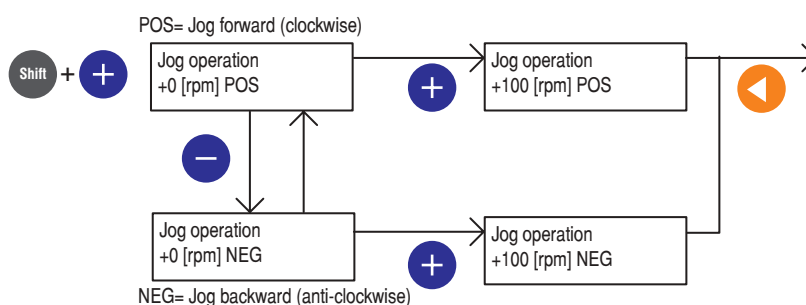 POS= Jog forward (clockwise)
Shift + +
Jog operation
+0 [rpm] POS
+
Jog operation
+100 [rpm] POS
−
Jog operation
+0 [rpm] NEG
+
Jog operation
+100 [rpm] NEG
NEG= Jog backward (anti-clockwise)